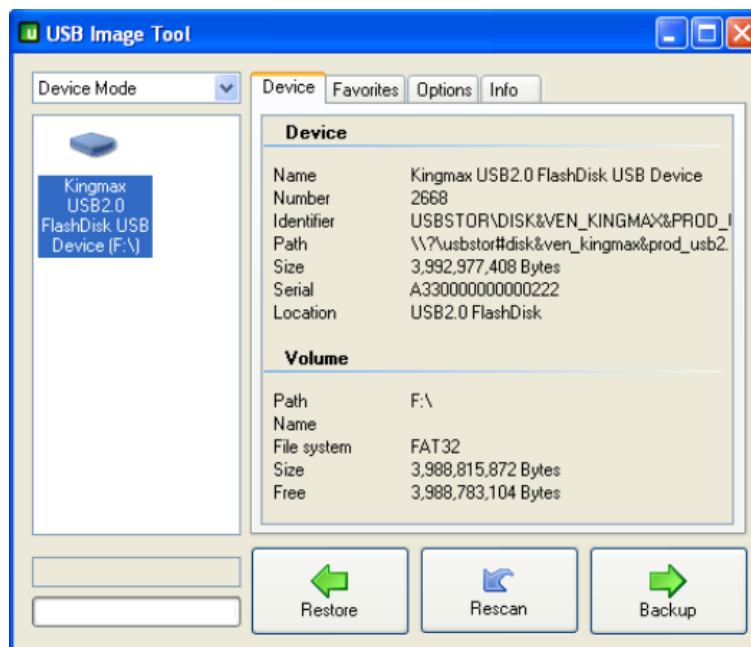 USB Image Tool
Device Mode
Kingmax
USB2.0
FlashDisk USB
Device (F:\)
Device Favorites Options Info
Device
Name Kingmax USB2.0 FlashDisk USB Device
Number 2668
Identifier USBSTOR\DISK&VEN_KINGMAX&PROD_
Path \\?\usbstor#disk&ven_kingmax&prod_usb2.
Size 3,992,977,408 Bytes
Serial A330000000000222
Location USB2.0 FlashDisk
Volume
Path F:\
Name
File system FAT32
Size 3,988,815,872 Bytes
Free 3,988,783,104 Bytes
Restore Rescan Backup